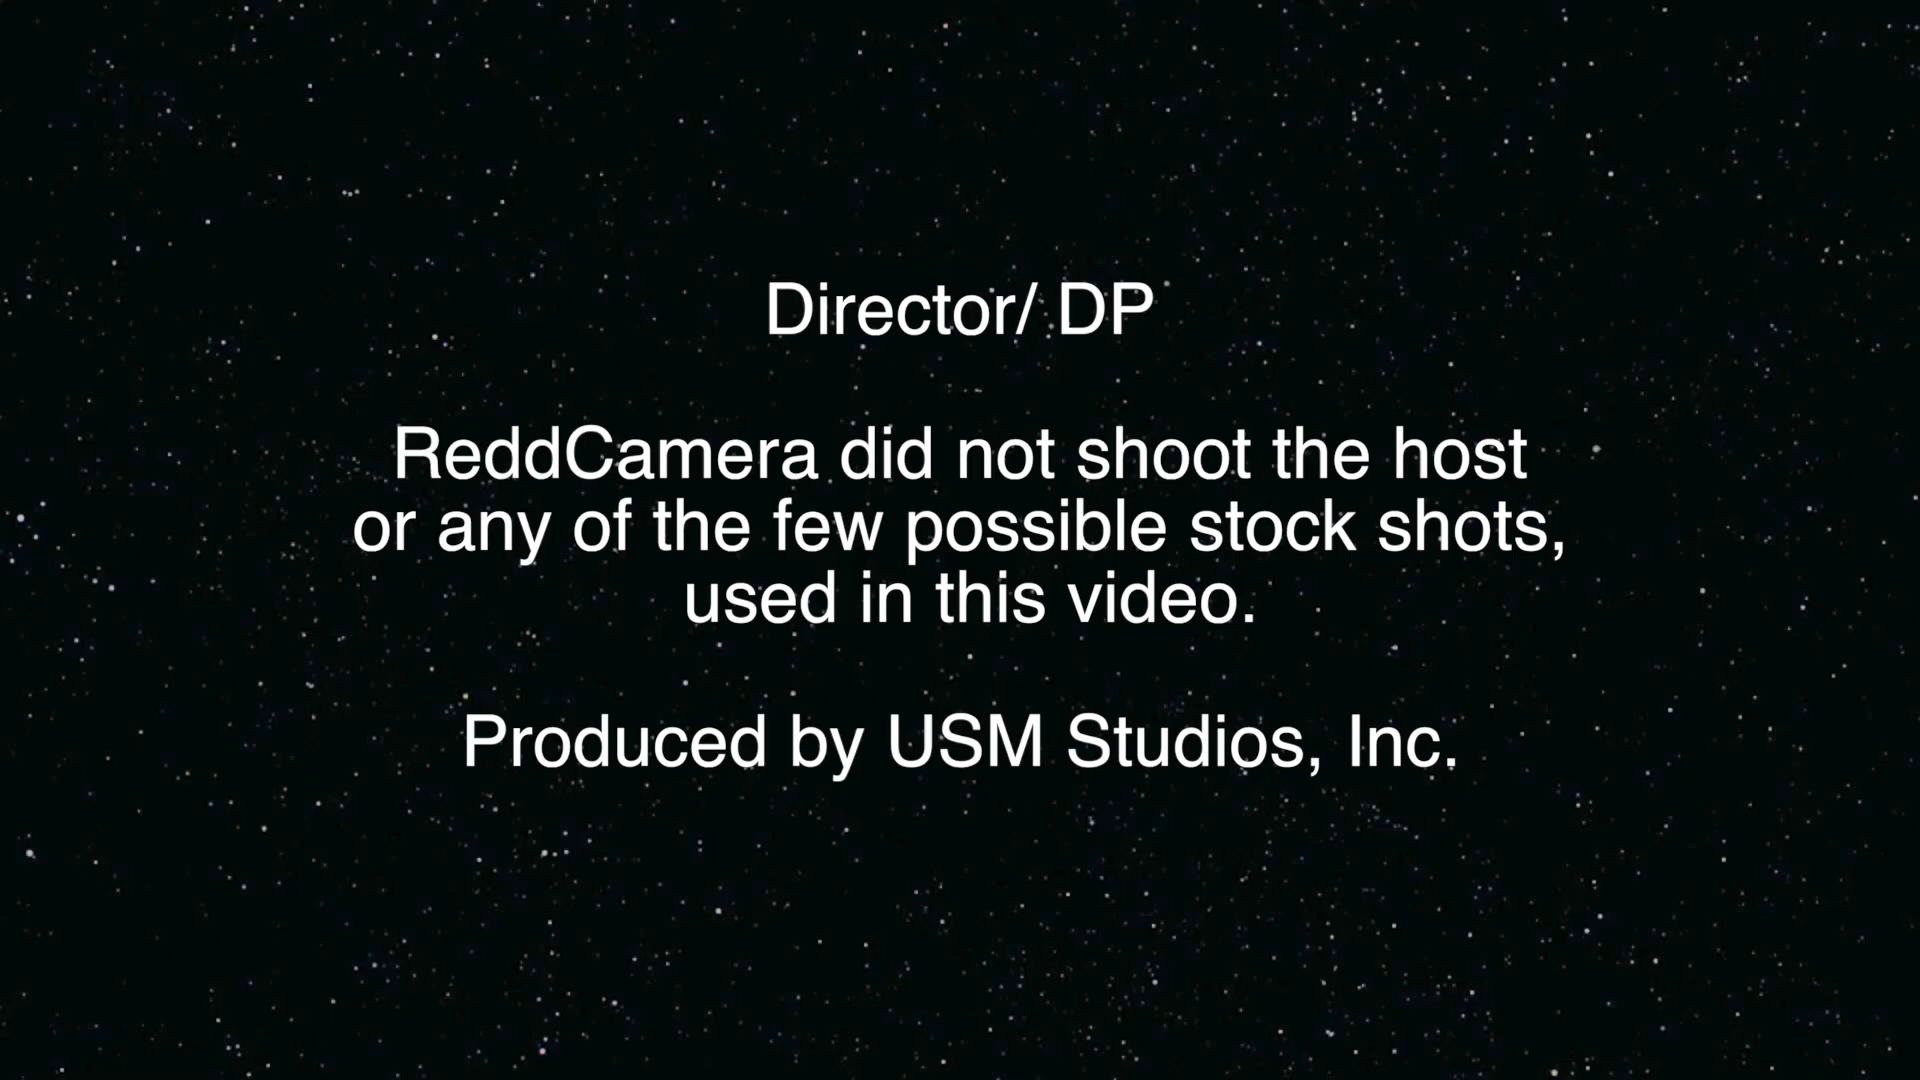 Director/ DP
ReddCamera did not shoot the host
or any of the few possible stock shots,
used in this video.
Produced by USM Studios, Inc.